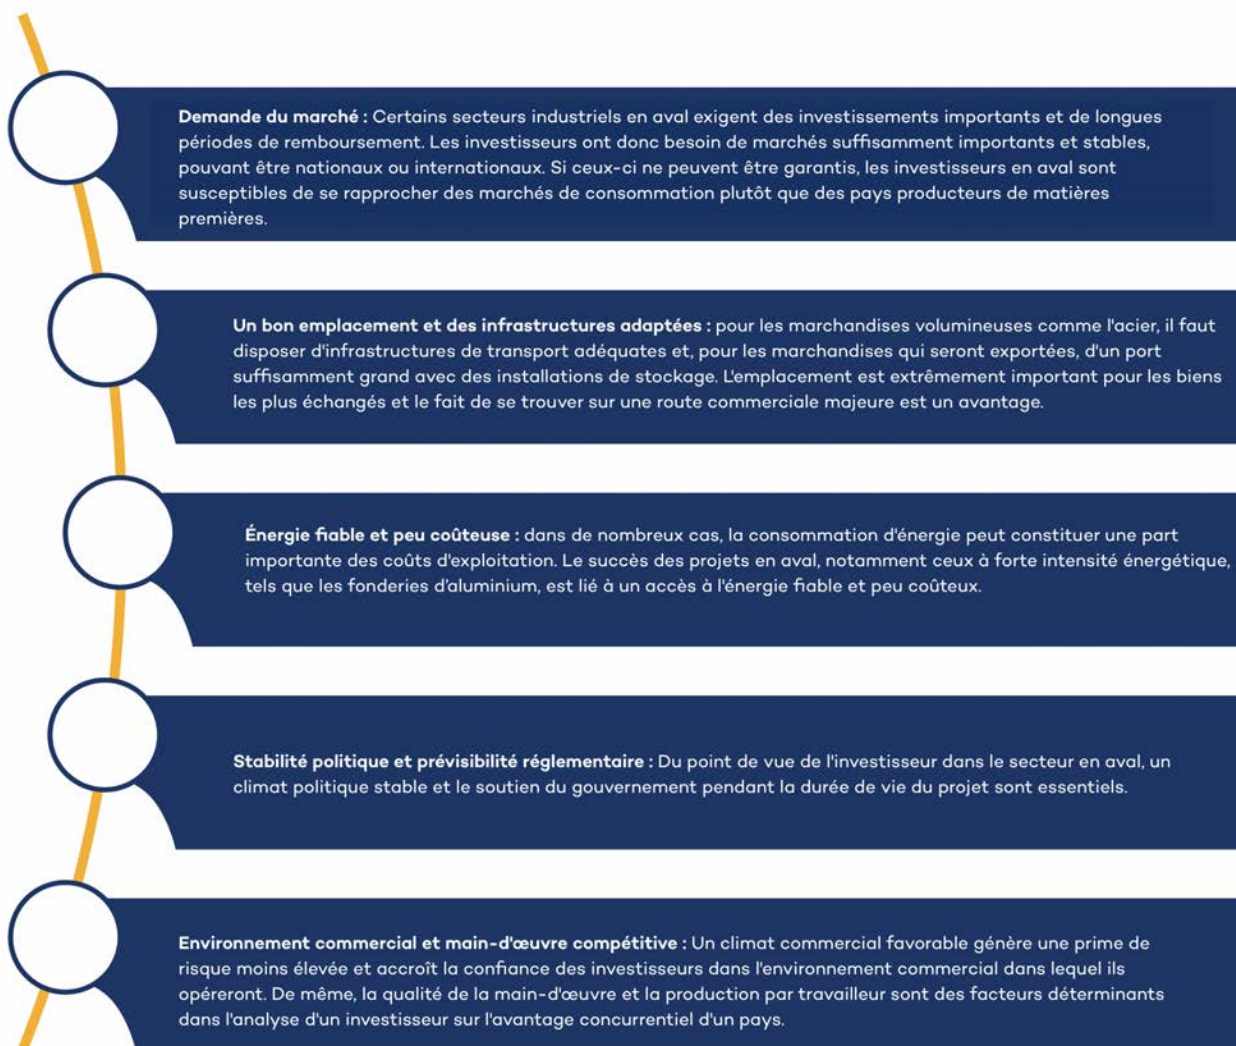 Demande du marché : Certains secteurs industriels en aval exigent des investissements importants et de longues
périodes de remboursement. Les investisseurs ont donc besoin de marchés suffisamment importants et stables,
pouvant être nationaux ou internationaux. Si ceux-ci ne peuvent être garantis, les investisseurs en aval sont
susceptibles de se rapprocher des marchés de consommation plutôt que des pays producteurs de matières
premières.
Un bon emplacement et des infrastructures adaptées : pour les marchandises volumineuses comme l'acier, il faut
disposer d'infrastructures de transport adéquates et, pour les marchandises qui seront exportées, d'un port
suffisamment grand avec des installations de stockage. L'emplacement est extrêmement important pour les biens
les plus échangés et le fait de se trouver sur une route commerciale majeure est un avantage.
Énergie fiable et peu coûteuse : dans de nombreux cas, la consommation d'énergie peut constituer une part
importante des coûts d'exploitation. Le succès des projets en aval, notamment ceux à forte intensité énergétique,
tels que les fonderies d'aluminium, est lié à un accès à l'énergie fiable et peu coûteux.
Stabilité politique et prévisibilité réglementaire : Du point de vue de l'investisseur dans le secteur en aval, un
climat politique stable et le soutien du gouvernement pendant la durée de vie du projet sont essentiels.
Environnement commercial et main-d'œuvre compétitive : Un climat commercial favorable génère une prime de
risque moins élevée et accroît la confiance des investisseurs dans l'environnement commercial dans lequel ils
opéreront. De même, la qualité de la main-d'œuvre et la production par travailleur sont des facteurs déterminants
dans l'analyse d'un investisseur sur l'avantage concurrentiel d'un pays.